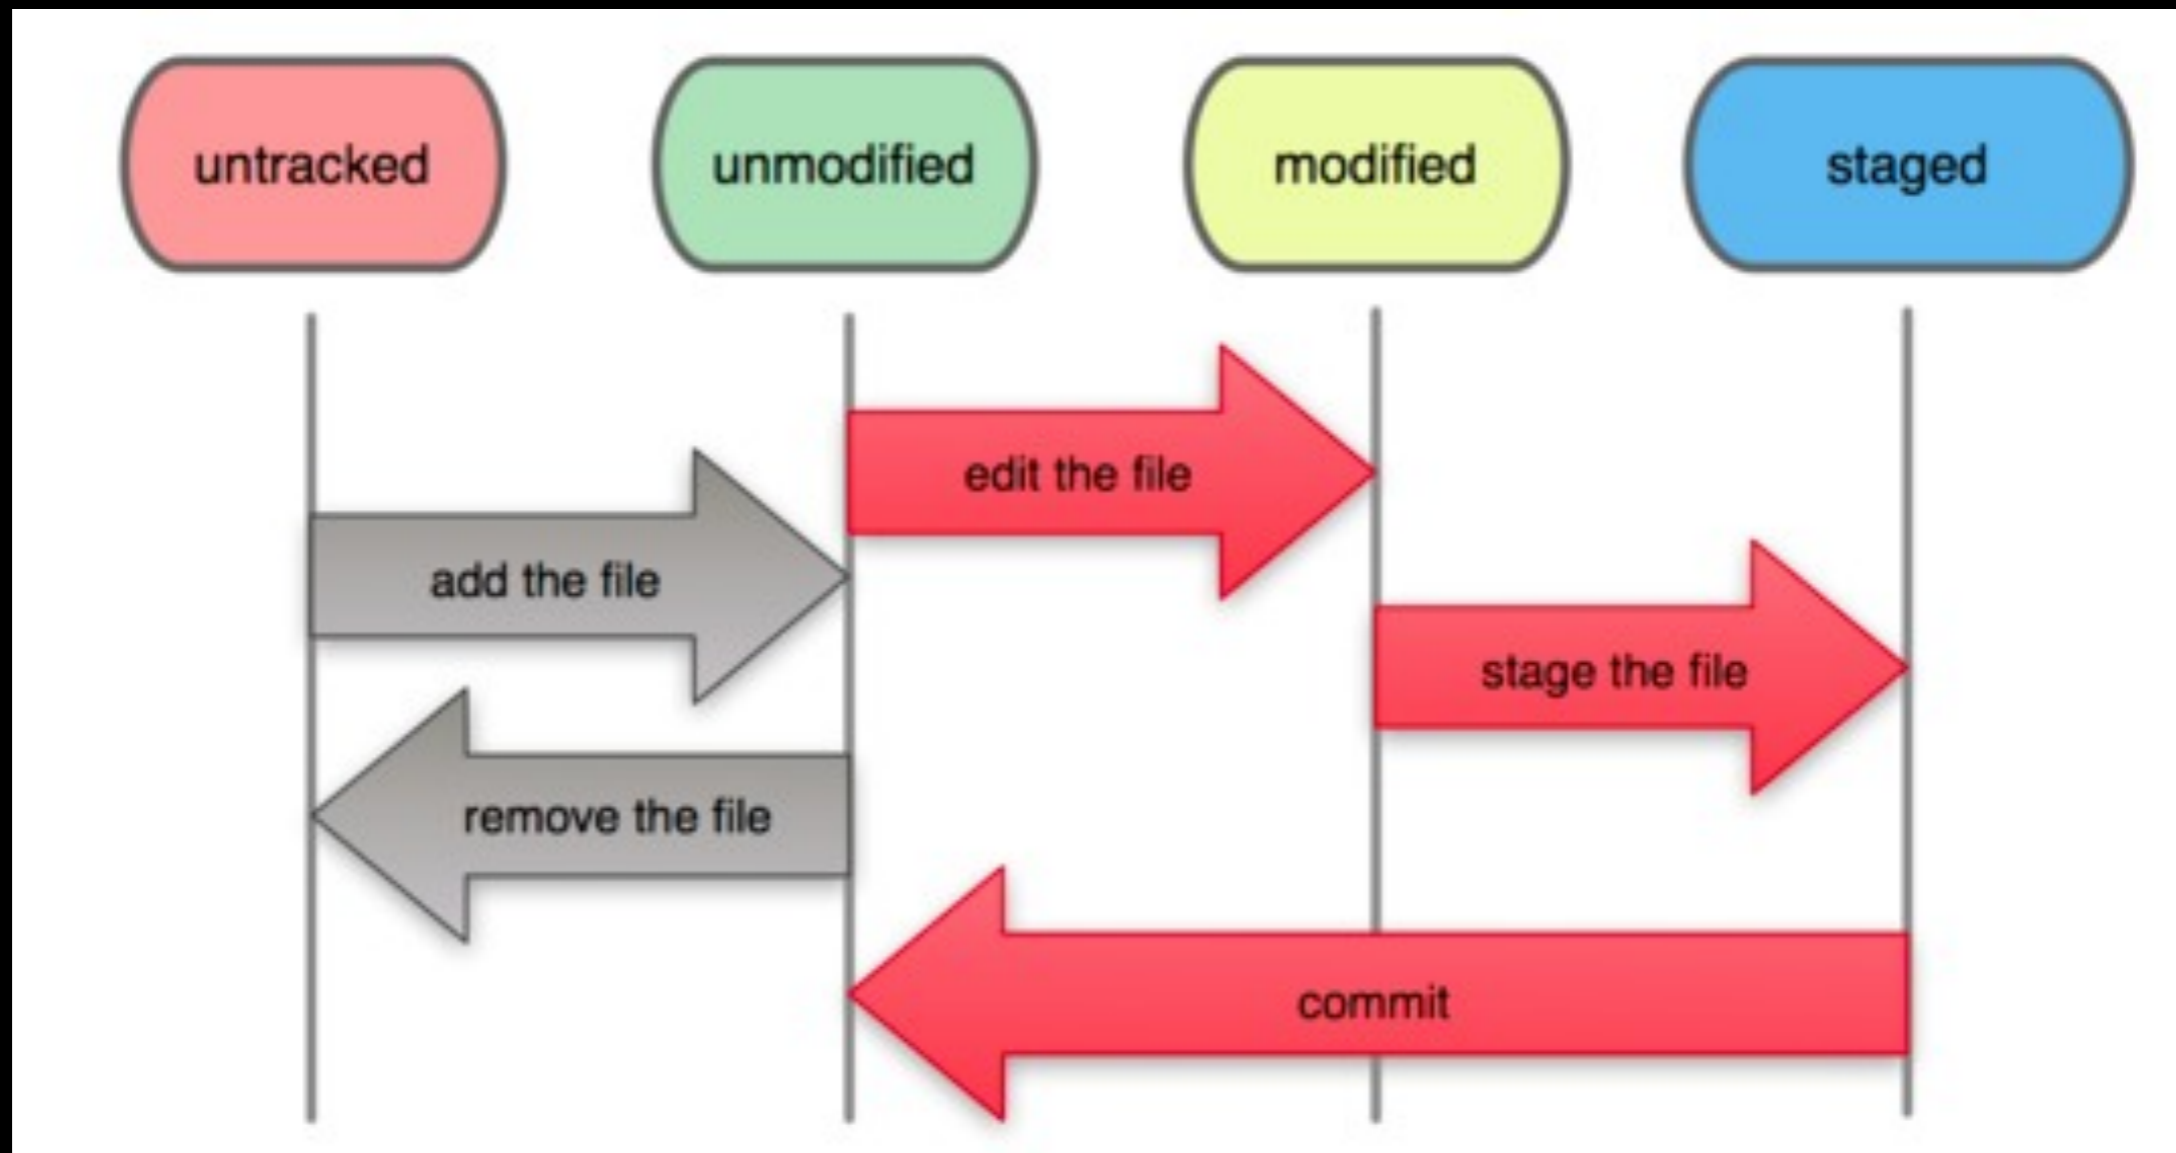 untracked
unmodified
modified
staged
edit the file
add the file
stage the file
remove the file
commit